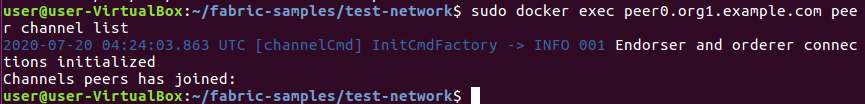 user@user-VirtualBox:~/fabric-samples/test-network$ sudo docker exec peer0.org1.example.com pee
r channel list
2020-07-20 04:24:03.863 UTC [channelCmd] InitCmdFactory -> INFO 001 Endorser and orderer connec
tions initialized
Channels peers has joined:
user@user-VirtualBox:~/fabric-samples/test-network$